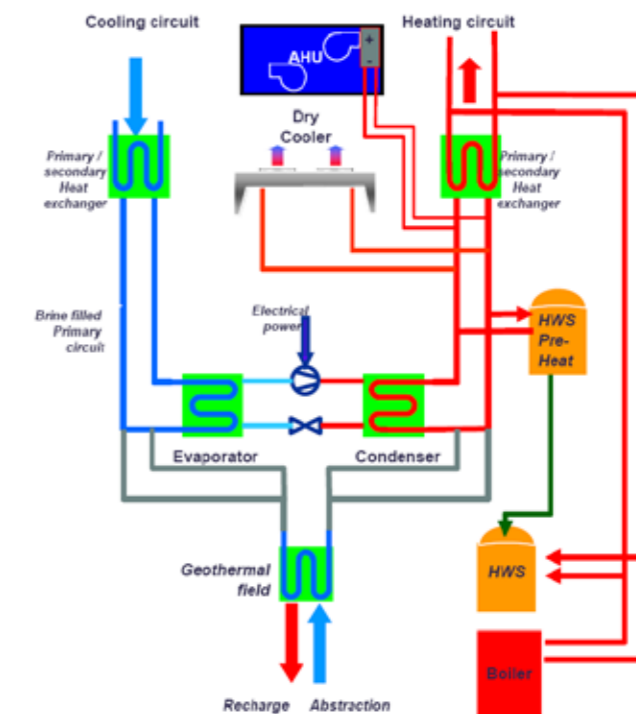 Cooling circuit
Heating circuit
AHU
+
-
Dry
Cooler
Primary /
secondary
Heat
exchanger
Primary /
secondary
Heat
exchanger
Brine filled
Primary
circuit
Electrical
power
HWS
Pre-
Heat
Evaporator
Condenser
Geothermal
field
HWS
Boiler
Recharge
Abstraction